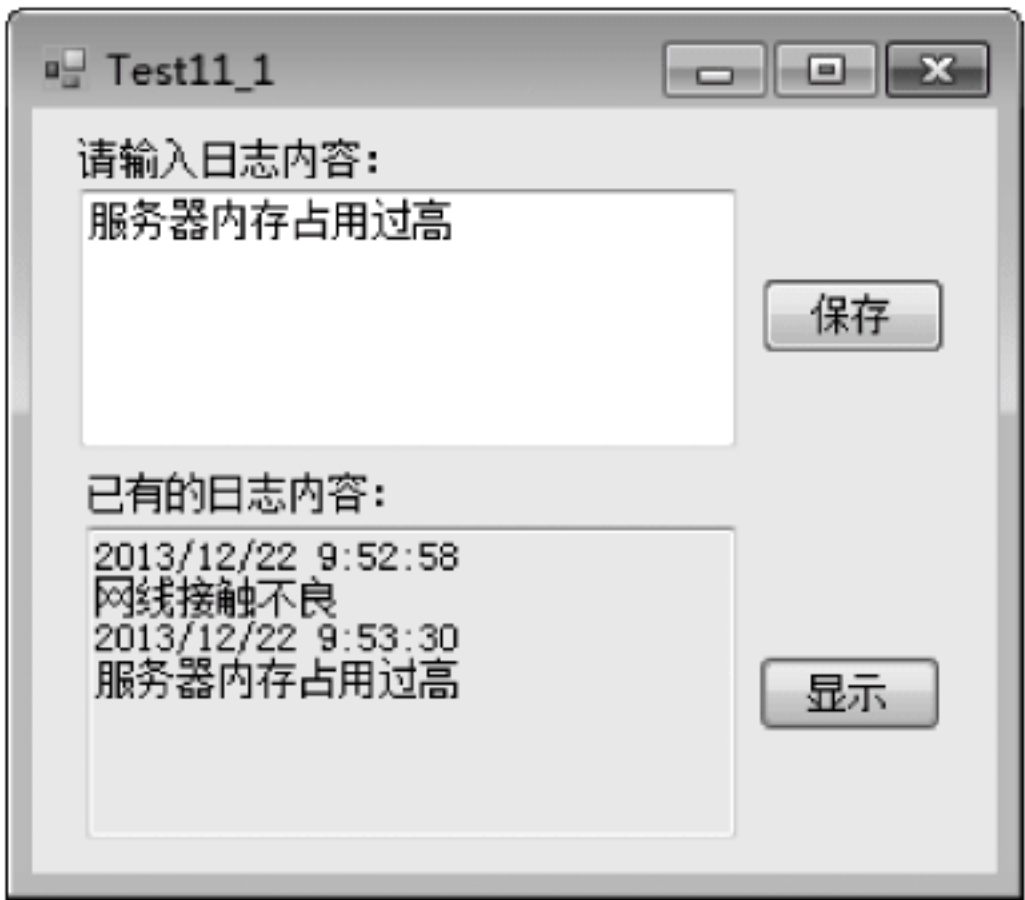 Test11_1
请输入日志内容：
服务器内存占用过高
保存
已有的日志内容：
2013/12/22 9:52:58
网线接触不良
2013/12/22 9:53:30
服务器内存占用过高
显示